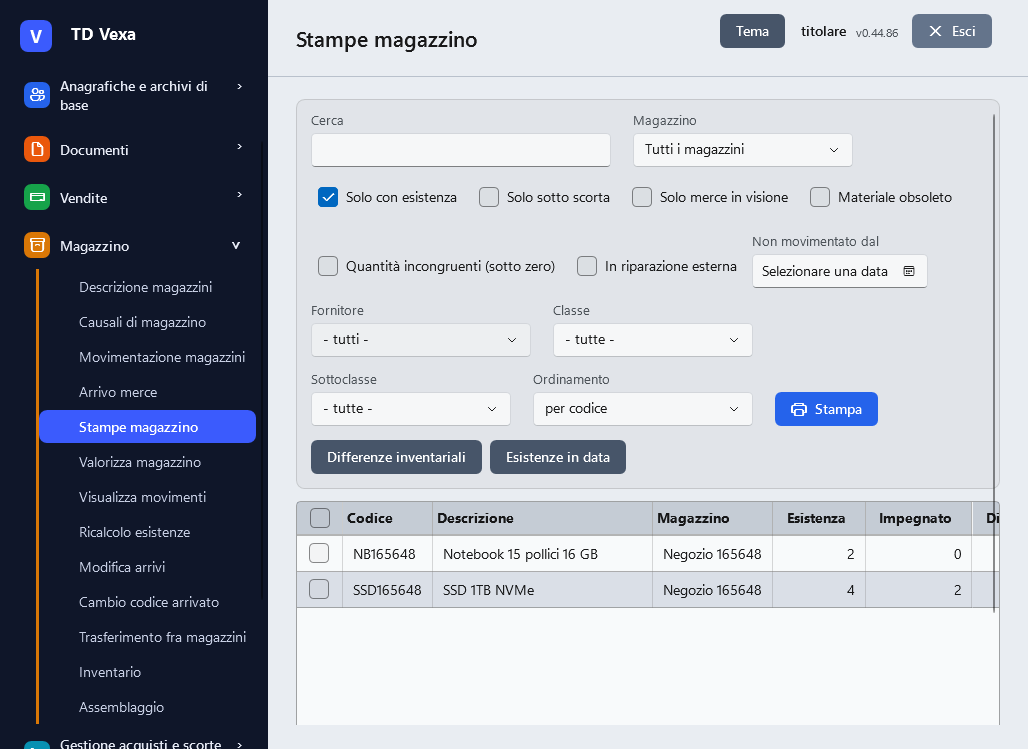 V
TD Vexa
Anagrafiche e archivi di
base
Documenti
Vendite
Magazzino
Descrizione magazzini
Causali di magazzino
Movimentazione magazzini
Arrivo merce
Stampe magazzino
Valorizza magazzino
Visualizza movimenti
Ricalcolo esistenze
Modifica arrivi
Cambio codice arrivato
Trasferimento fra magazzini
Inventario
Assemblaggio
Gestione acquisti e scorte
Stampe magazzino
Tema titolare v0.44.86 Esci
Cerca Magazzino
Tutti i magazzini
Solo con esistenza Solo sotto scorta Solo merce in visione Materiale obsoleto
Non movimentato dal
Quantità incongruenti (sotto zero) In riparazione esterna Selezionare una data
Fornitore Classe
- tutti - - tutte -
Sottoclasse Ordinamento
- tutte - per codice Stampa
Differenze inventariali Esistenze in data
Codice Descrizione Magazzino Esistenza Impegnato Di
NB165648 Notebook 15 pollici 16 GB Negozio 165648 2 0
SSD165648 SSD 1TB NVMe Negozio 165648 4 2